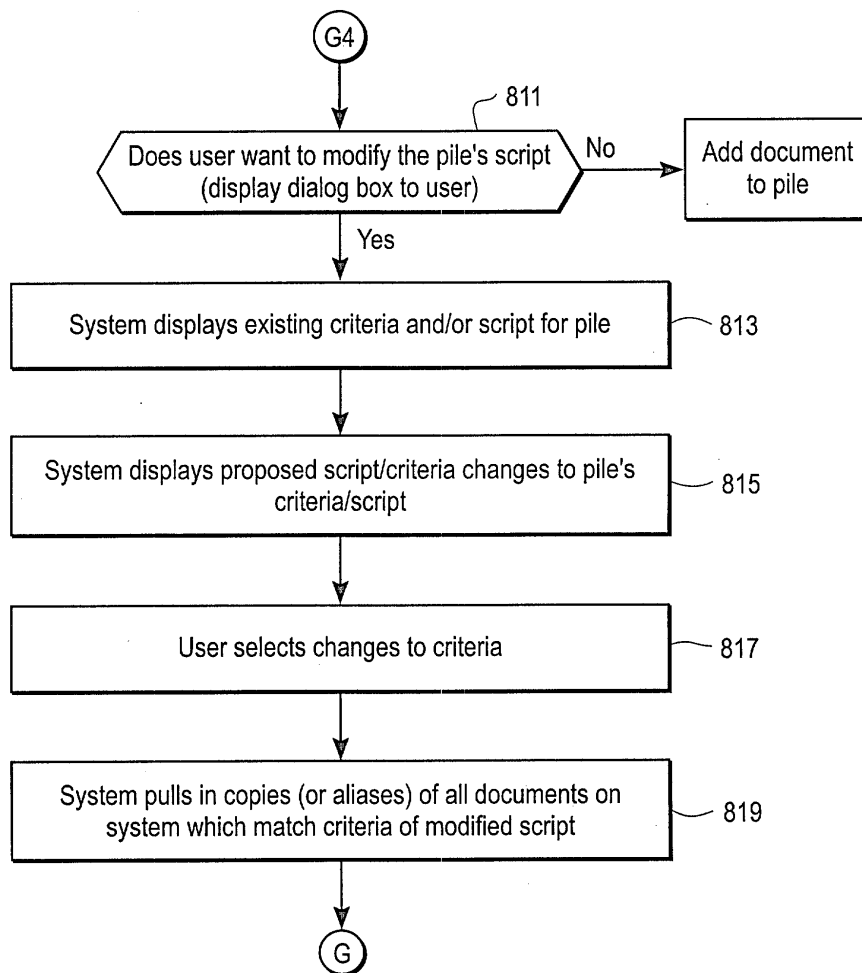 G4
811
Does user want to modify the pile's script
(display dialog box to user)
No
Add document
to pile
Yes
System displays existing criteria and/or script for pile
813
System displays proposed script/criteria changes to pile's
criteria/script
815
User selects changes to criteria
817
System pulls in copies (or aliases) of all documents on
system which match criteria of modified script
819
G